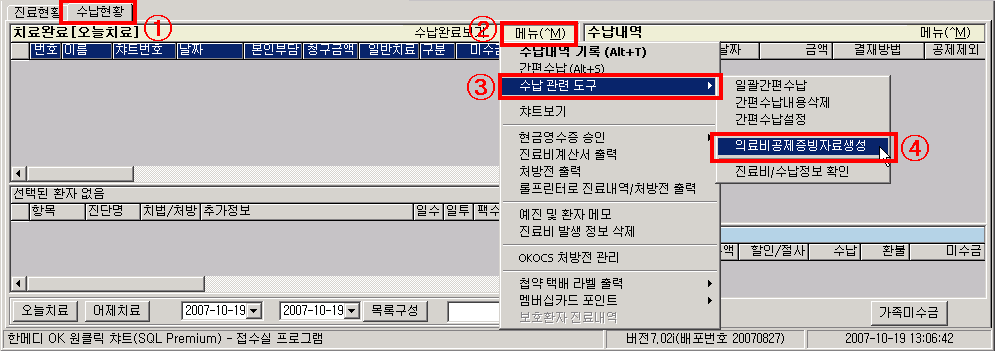 진료현황 수납현황 ①
치료완료[오늘치료] 수납완료보기 ② 메뉴(^M) 수납내역 메뉴(^M)
번호 이름 챠트번호 날짜 본인부담 청구금액 일반치료 구분 미수금 날짜 금액 결재방법 공제제외
수납내역 기록 (Alt+T)
간편수납 (Alt+S)
③ 수납 관련 도구
챠트보기
현금영수증 승인
진료비계산서 출력
처방전 출력
롤프린터로 진료내역/처방전 출력
예진 및 환자 메모
진료비 발생 정보 삭제
OKOCS 처방전 관리
첩약 택배 라벨 출력
멤버십카드 포인트
보호환자 진료내역
일괄간편수납
간편수납내용삭제
간편수납설정
의료비공제증빙자료생성 ④
진료비/수납정보 확인
선택된 환자 없음
항목 진단명 치법/처방 추가정보 일수 일투 팩수
할인/절사 수납 환불 미수금
오늘치료 어제치료 2007-10-19 2007-10-19 목록구성 가족미수금
한메디 OK 원클릭 챠트(SQL Premium) - 접수실 프로그램 버전7,02i(배포번호 20070827) 2007-10-19 13:06:42